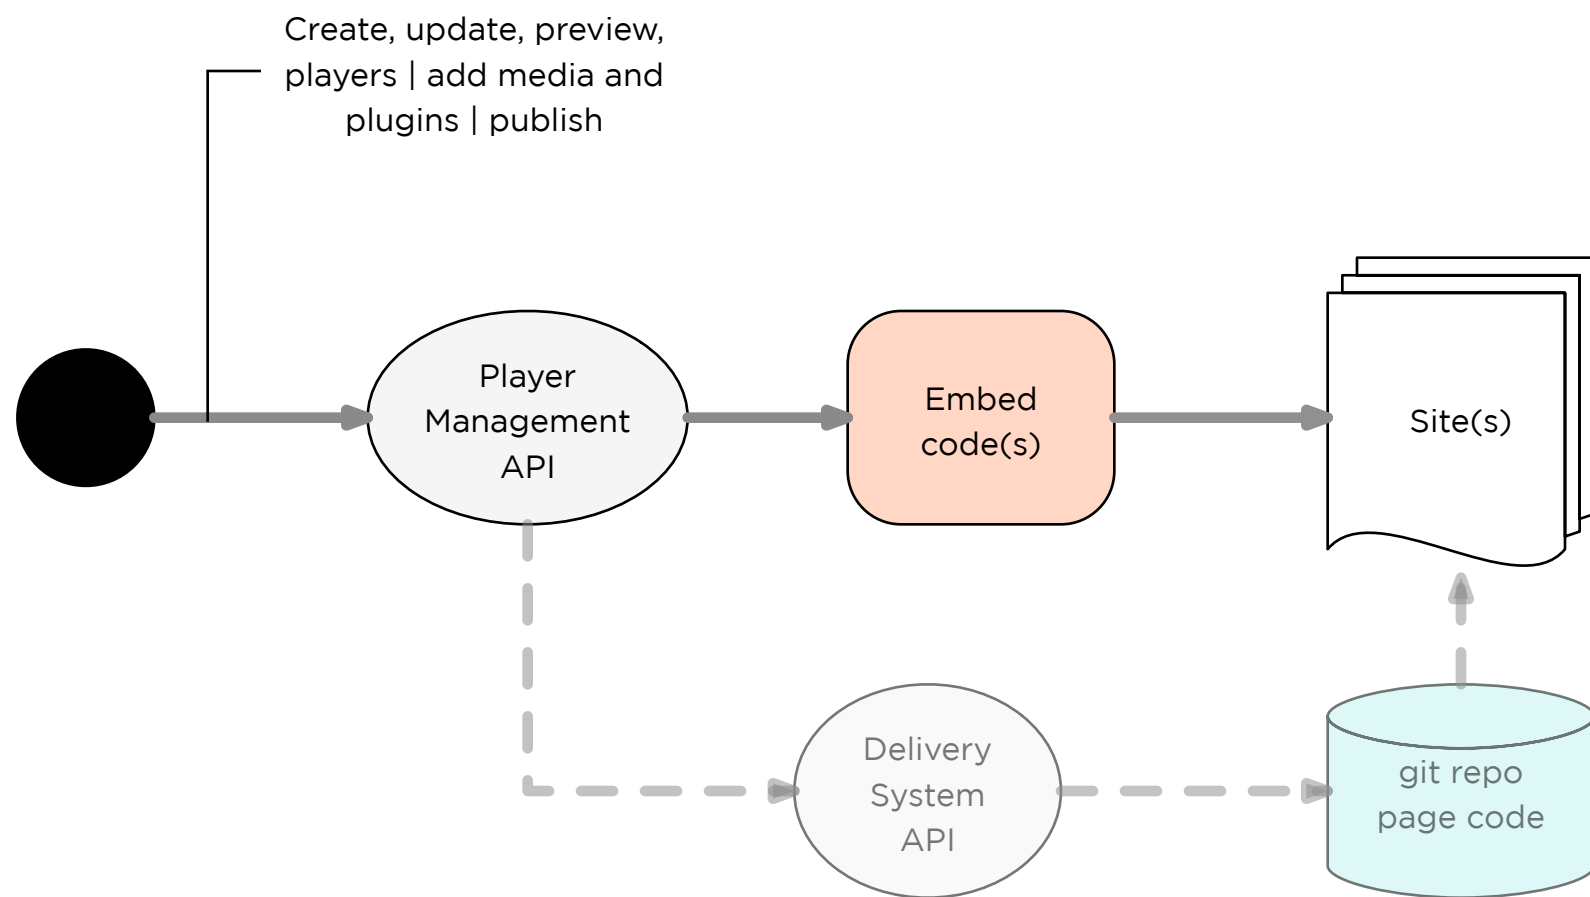 Create, update, preview,
players | add media and
plugins | publish
Player
Management
API
Embed
code(s)
Site(s)
Delivery
System
API
git repo
page code